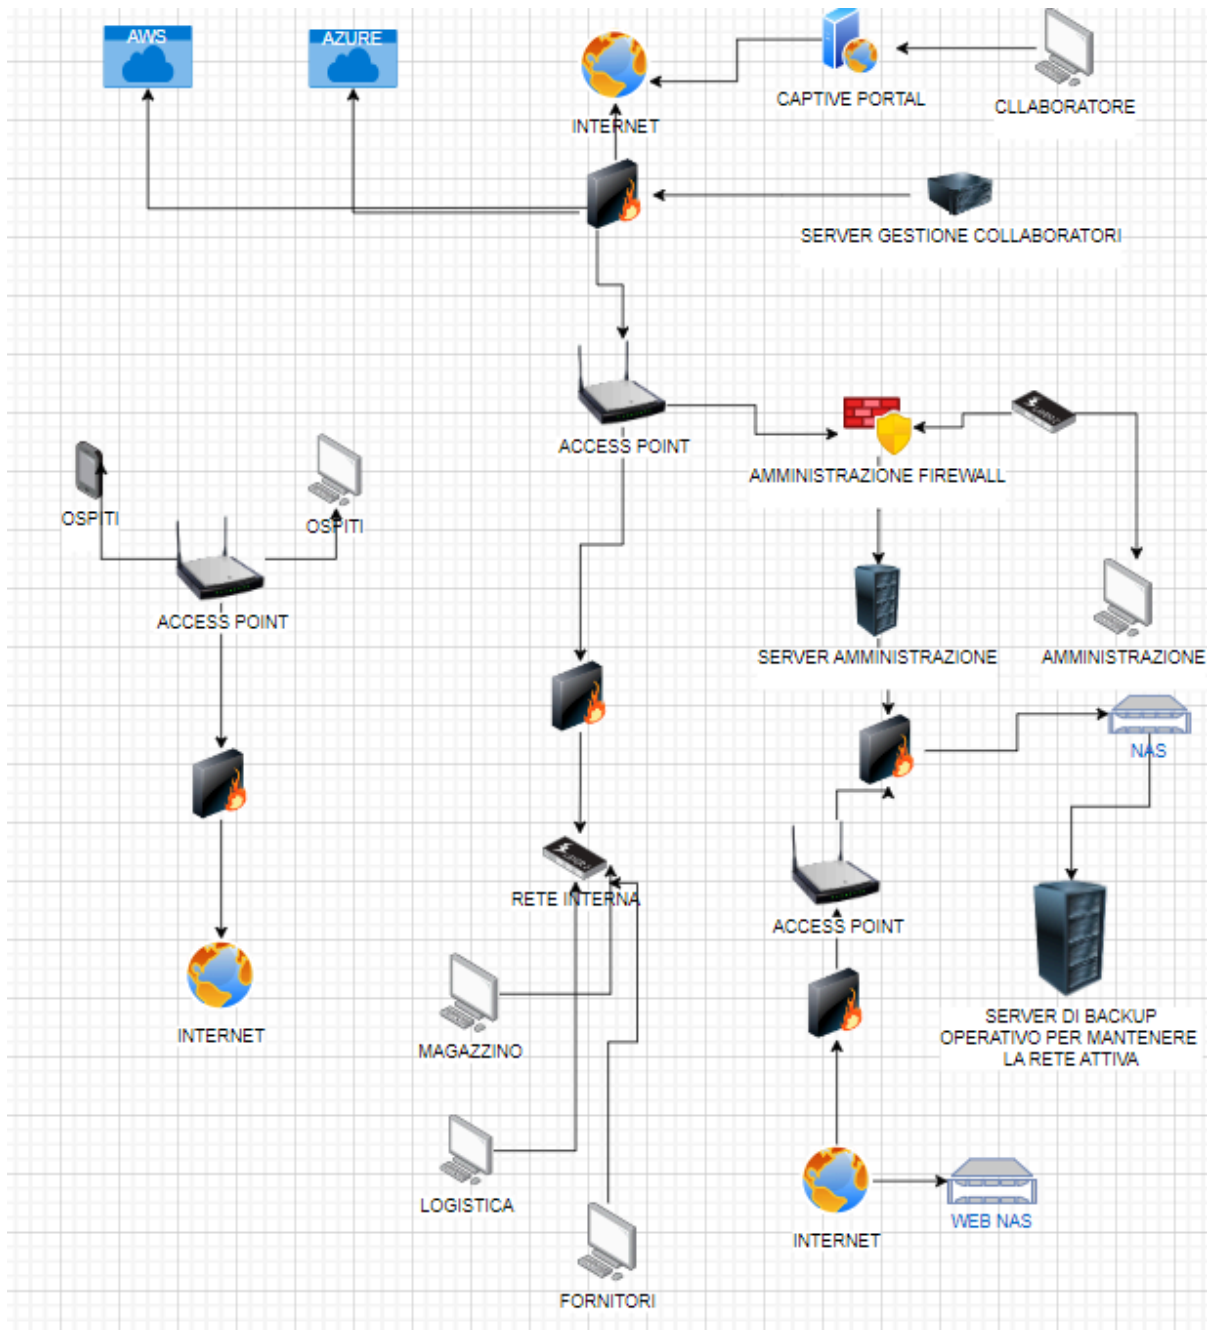 AWS
AZURE
INTERNET
CAPTIVE PORTAL
CLLABORATORE
SERVER GESTIONE COLLABORATORI
ACCESS POINT
AMMINISTRAZIONE FIREWALL
OSPITI
OSPITI
ACCESS POINT
SERVER AMMINISTRAZIONE
AMMINISTRAZIONE
NAS
RETE INTERNA
ACCESS POINT
INTERNET
MAGAZZINO
SERVER DI BACKUP
OPERATIVO PER MANTENERE
LA RETE ATTIVA
LOGISTICA
WEB NAS
INTERNET
FORNITORI